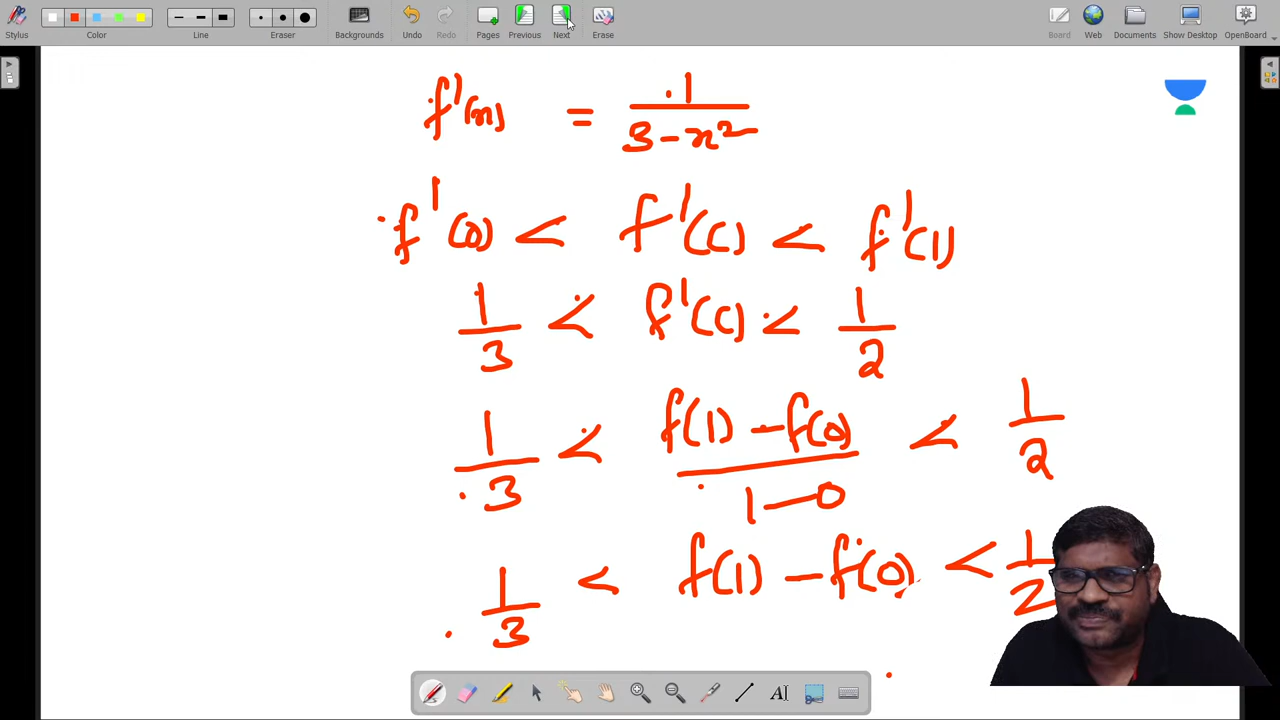 Stylus Color Line Eraser Backgrounds Undo Redo Pages Previous Next Erase Board Web Documents Show Desktop OpenBoard
f'(x) = 1/(3-x²)
f'(0) < f'(c) < f'(1)
1/3 < f'(c) < 1/2
1/3 < (f(1)-f(0))/(1-0) < 1/2
1/3 < f(1)-f(0) < 1/2